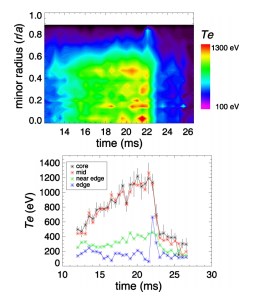 Te
1300 eV
100 eV
minor radius (r/a)
1.0
0.8
0.6
0.4
0.2
0.0
14 16 18 20 22 24 26
time (ms)
core
mid
near edge
edge
Te (eV)
1400
1200
1000
800
600
400
200
0
10 15 20 25 30
time (ms)